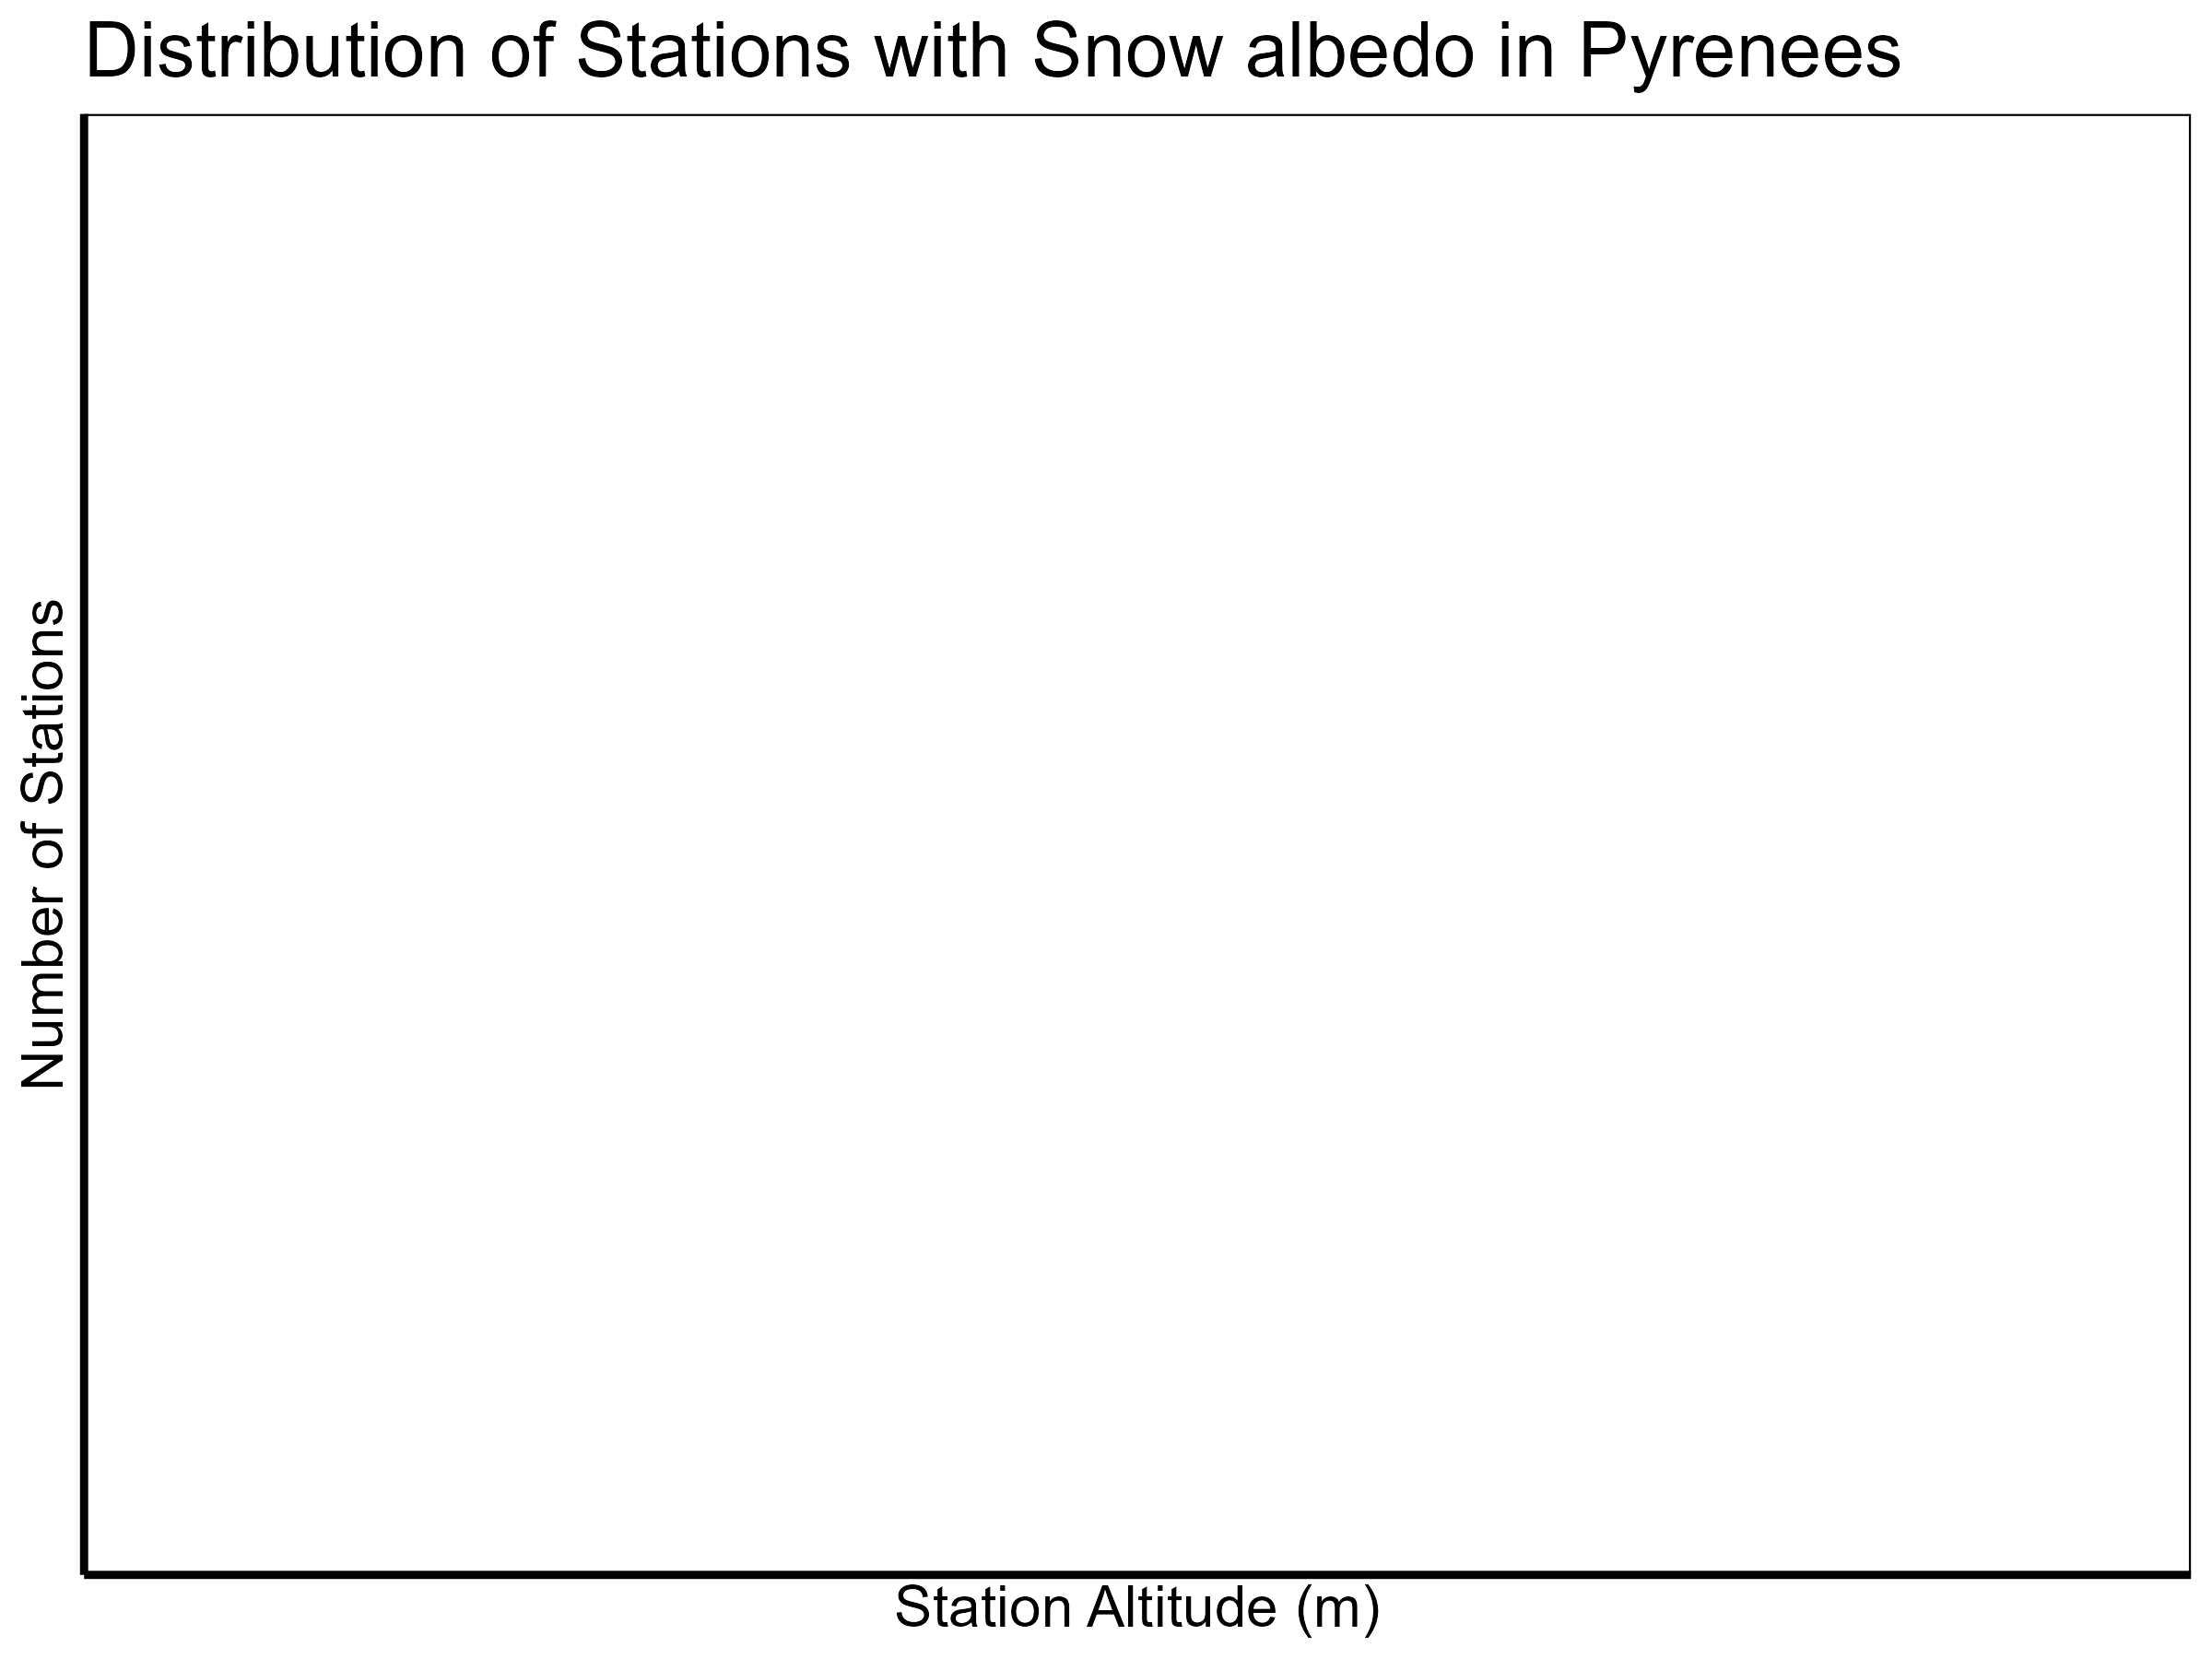 Distribution of Stations with Snow albedo in Pyrenees
Number of Stations
Station Altitude (m)